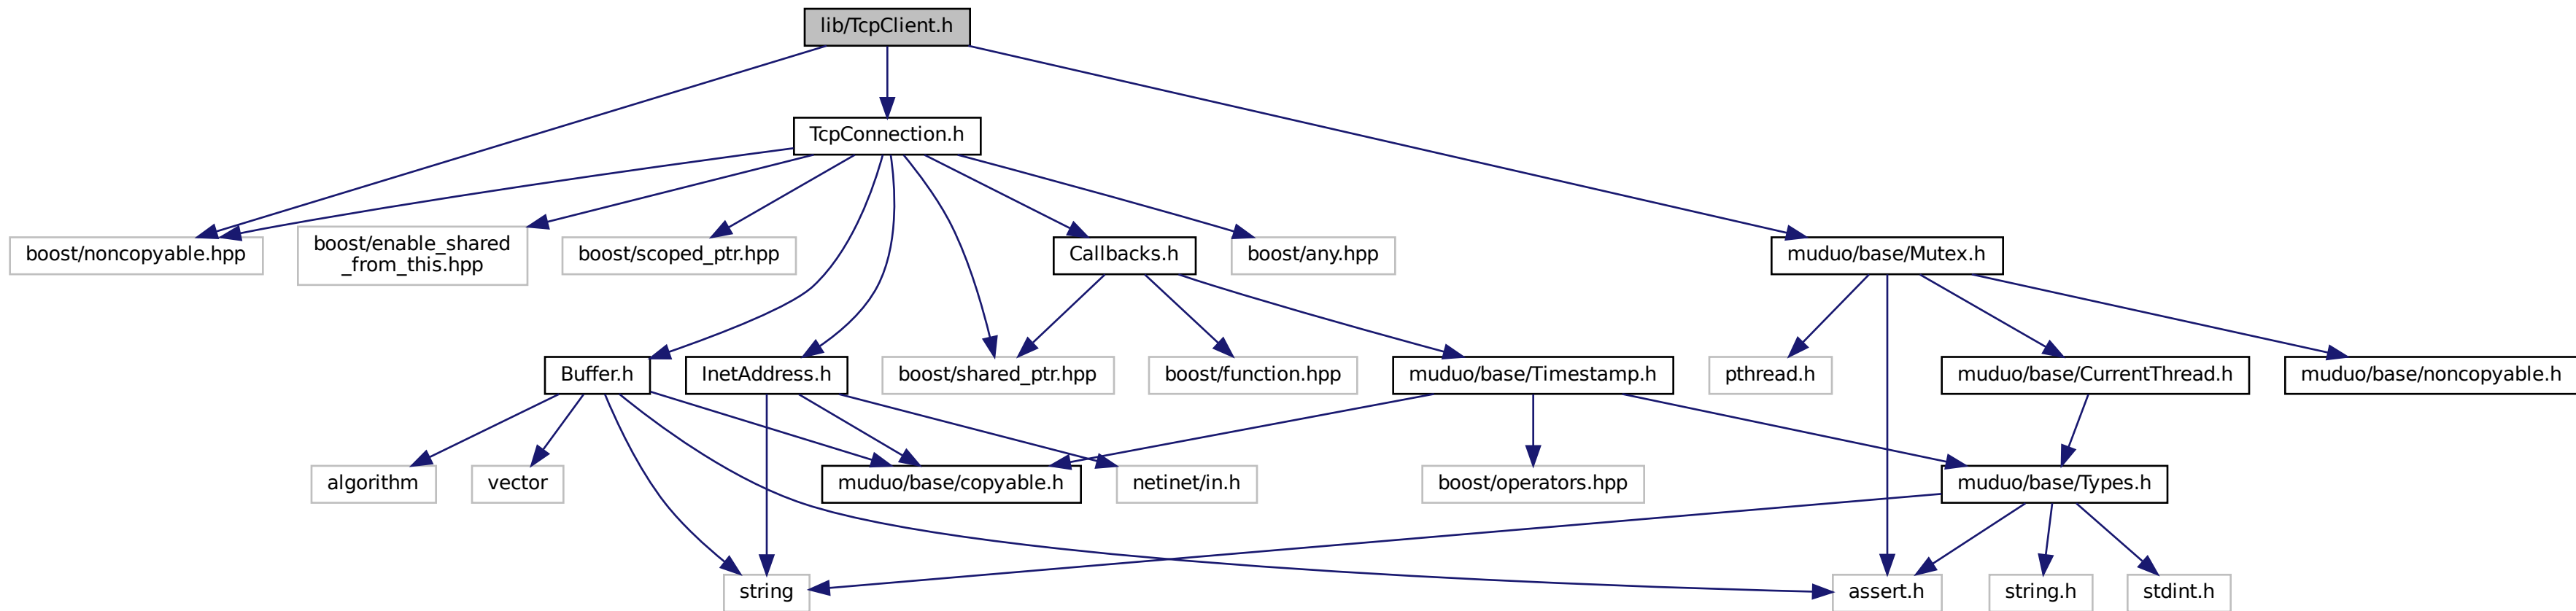 lib/TcpClient.h
TcpConnection.h
boost/noncopyable.hpp
boost/enable_shared
_from_this.hpp
boost/scoped_ptr.hpp
Callbacks.h
boost/any.hpp
muduo/base/Mutex.h
Buffer.h
InetAddress.h
boost/shared_ptr.hpp
boost/function.hpp
muduo/base/Timestamp.h
pthread.h
muduo/base/CurrentThread.h
muduo/base/noncopyable.h
algorithm
vector
muduo/base/copyable.h
netinet/in.h
boost/operators.hpp
muduo/base/Types.h
string
assert.h
string.h
stdint.h